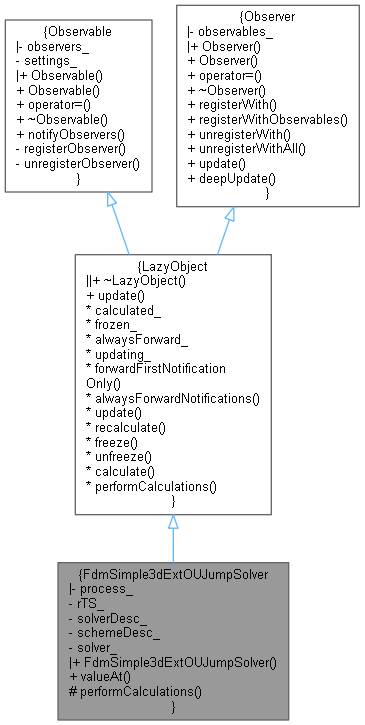 {Observable
|- observers_
- settings_
|+ Observable()
+ Observable()
+ operator=()
+ ~Observable()
+ notifyObservers()
- registerObserver()
- unregisterObserver()
}
{Observer
|- observables_
|+ Observer()
+ Observer()
+ operator=()
+ ~Observer()
+ registerWith()
+ registerWithObservables()
+ unregisterWith()
+ unregisterWithAll()
+ update()
+ deepUpdate()
}
{LazyObject
||+ ~LazyObject()
+ update()
* calculated_
* frozen_
* alwaysForward_
* updating_
* forwardFirstNotification
Only()
* alwaysForwardNotifications()
* update()
* recalculate()
* freeze()
* unfreeze()
* calculate()
* performCalculations()
}
{FdmSimple3dExtOUJumpSolver
|- process_
- rTS_
- solverDesc_
- schemeDesc_
- solver_
|+ FdmSimple3dExtOUJumpSolver()
+ valueAt()
# performCalculations()
}